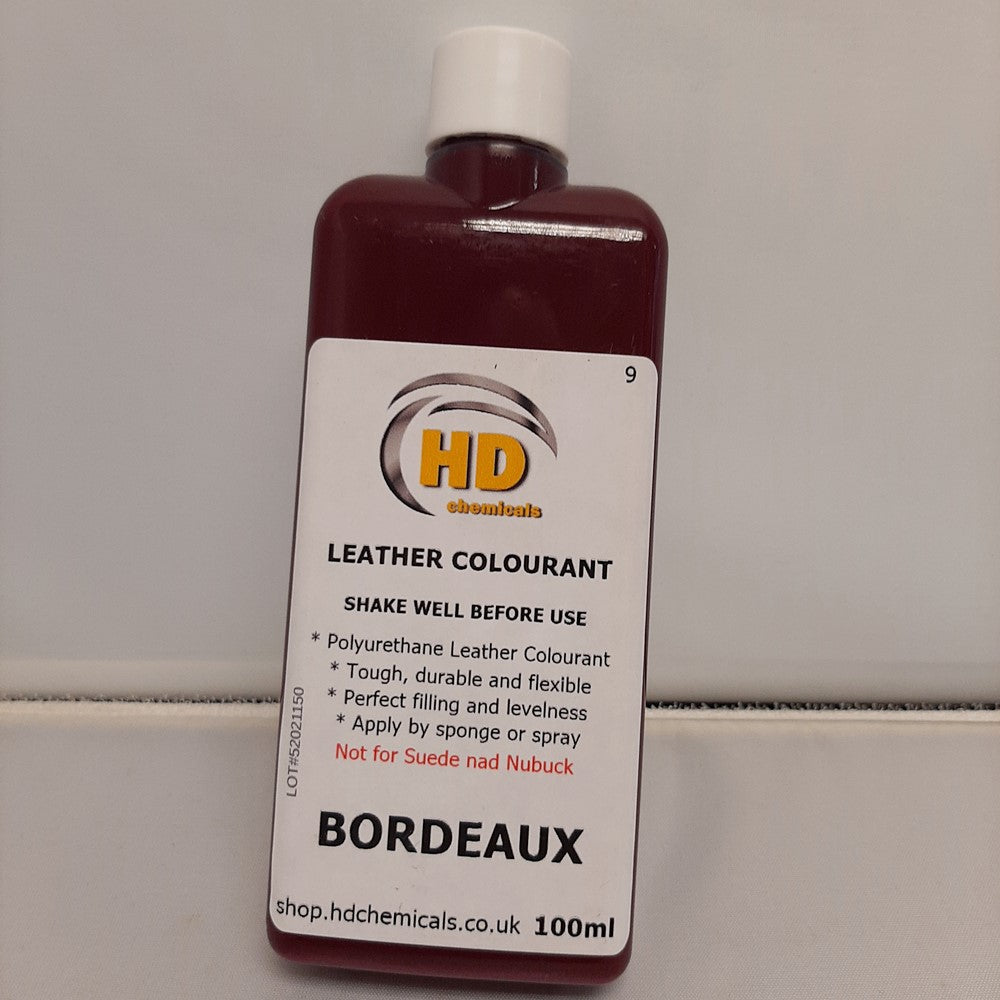 9
HD
chemicals
LEATHER COLOURANT
SHAKE WELL BEFORE USE
* Polyurethane Leather Colourant
* Tough, durable and flexible
* Perfect filling and levelness
* Apply by sponge or spray
Not for Suede nad Nubuck
LOT#52021150
BORDEAUX
shop.hdchemicals.co.uk 100ml